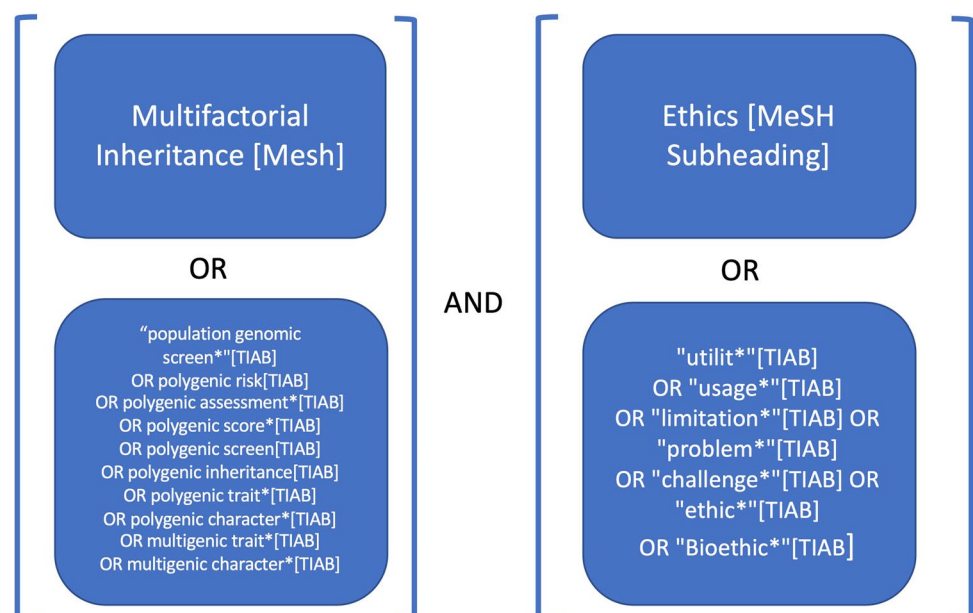 Multifactorial
Inheritance [Mesh]
OR
“population genomic
screen*"[TIAB]
OR polygenic risk[TIAB]
OR polygenic assessment*[TIAB]
OR polygenic score*[TIAB]
OR polygenic screen[TIAB]
OR polygenic inheritance[TIAB]
OR polygenic trait*[TIAB]
OR polygenic character*[TIAB]
OR multigenic trait*[TIAB]
OR multigenic character*[TIAB]
AND
Ethics [MeSH
Subheading]
OR
"utilit*"[TIAB]
OR "usage*"[TIAB]
OR "limitation*"[TIAB] OR
"problem*"[TIAB]
OR "challenge*"[TIAB] OR
"ethic*"[TIAB]
OR "Bioethic*"[TIAB]